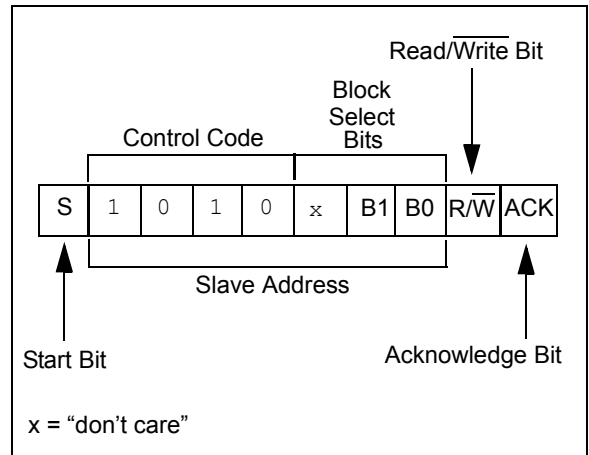 Read/Write Bit
Block
Select
Bits
Control Code
S 1 0 1 0 x B1 B0 R/W ACK
Slave Address
Start Bit
Acknowledge Bit
x = “don’t care”